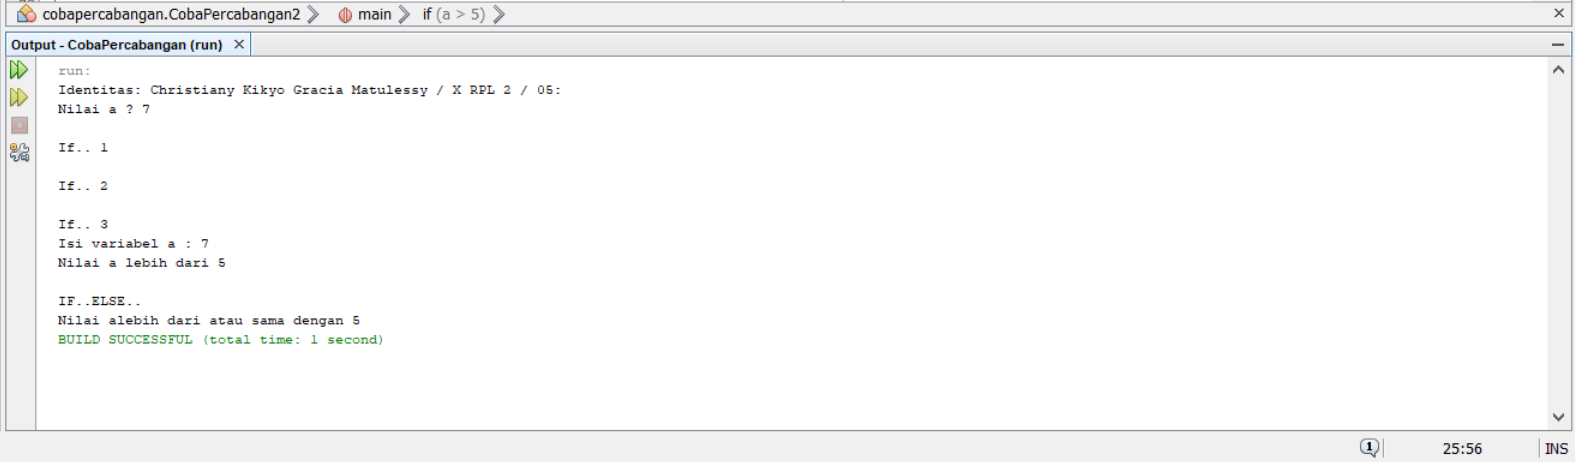 cobapercabangan.CobaPercabangan2 main if (a > 5)
Output - CobaPercabangan (run)
run:
Identitas: Christiany Kikyo Gracia Matulessy / X RPL 2 / 05:
Nilai a ? 7
If.. 1
If.. 2
If.. 3
Isi variabel a : 7
Nilai a lebih dari 5
IF..ELSE..
Nilai alebih dari atau sama dengan 5
BUILD SUCCESSFUL (total time: 1 second)
1 25:56 INS